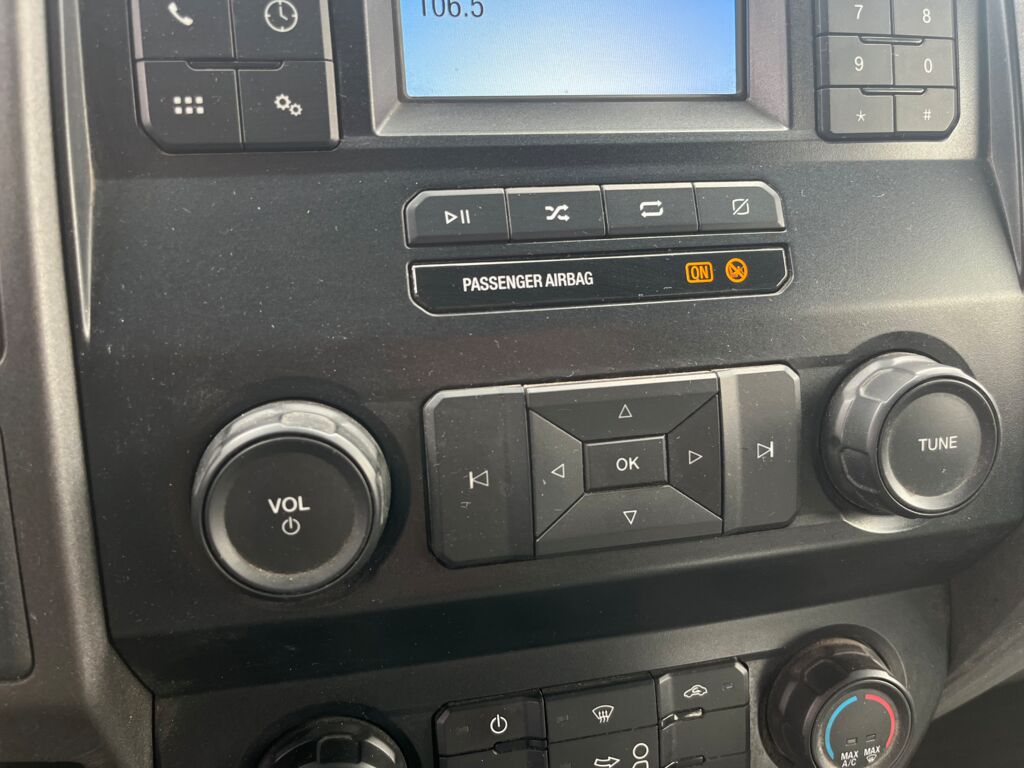 106.5
7 8
9 0
* #
PASSENGER AIRBAG ON
VOL
OK
TUNE
MAX A/C
MAX